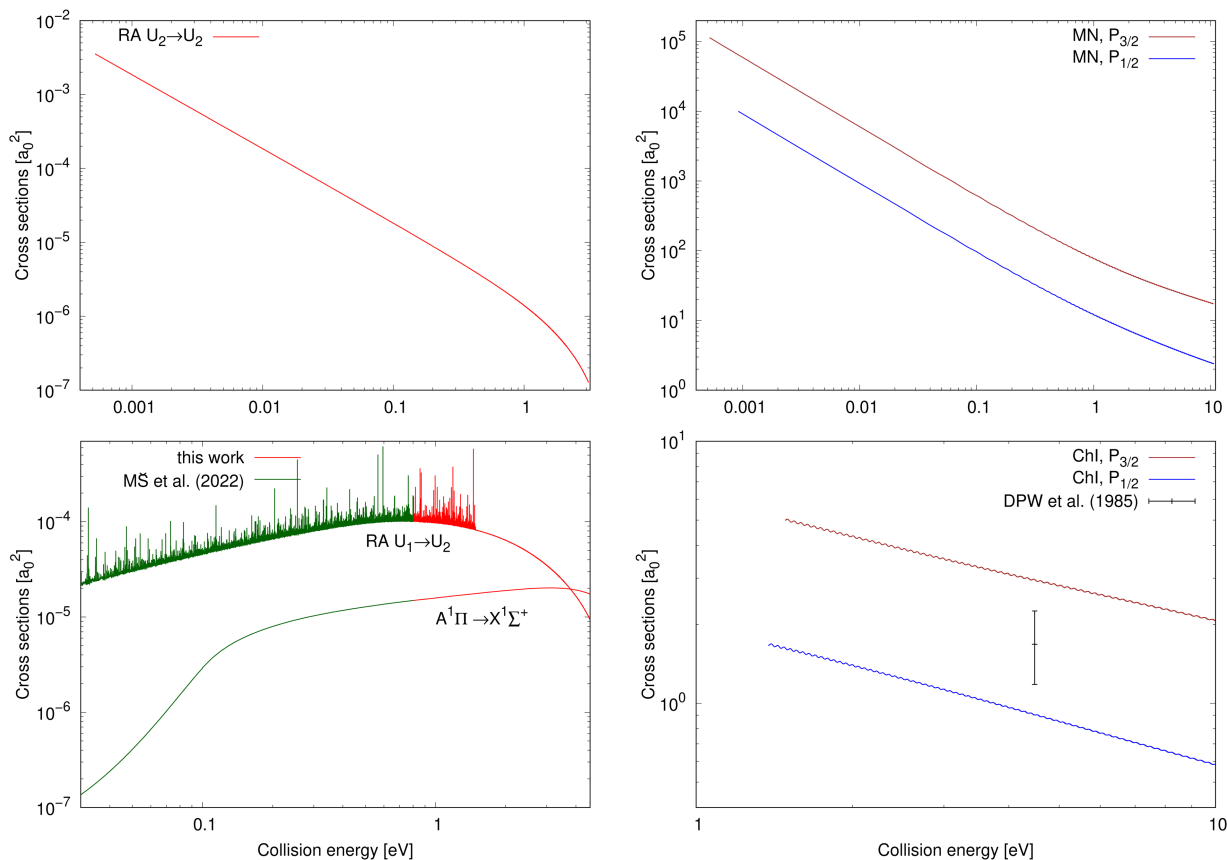 RA U₂→U₂
Cross sections [a₀²]
10⁻²
10⁻³
10⁻⁴
10⁻⁵
10⁻⁶
10⁻⁷
0.001
0.01
0.1
1
MN, P₃/₂
MN, P₁/₂
Cross sections [a₀²]
10⁵
10⁴
10³
10²
10¹
10⁰
0.001
0.01
0.1
1
10
this work
MŠ et al. (2022)
RA U₁→U₂
A¹Π→X¹Σ⁺
Cross sections [a₀²]
10⁻⁴
10⁻⁵
10⁻⁶
10⁻⁷
0.1
1
Collision energy [eV]
ChI, P₃/₂
ChI, P₁/₂
DPW et al. (1985)
Cross sections [a₀²]
10¹
10⁰
1
10
Collision energy [eV]